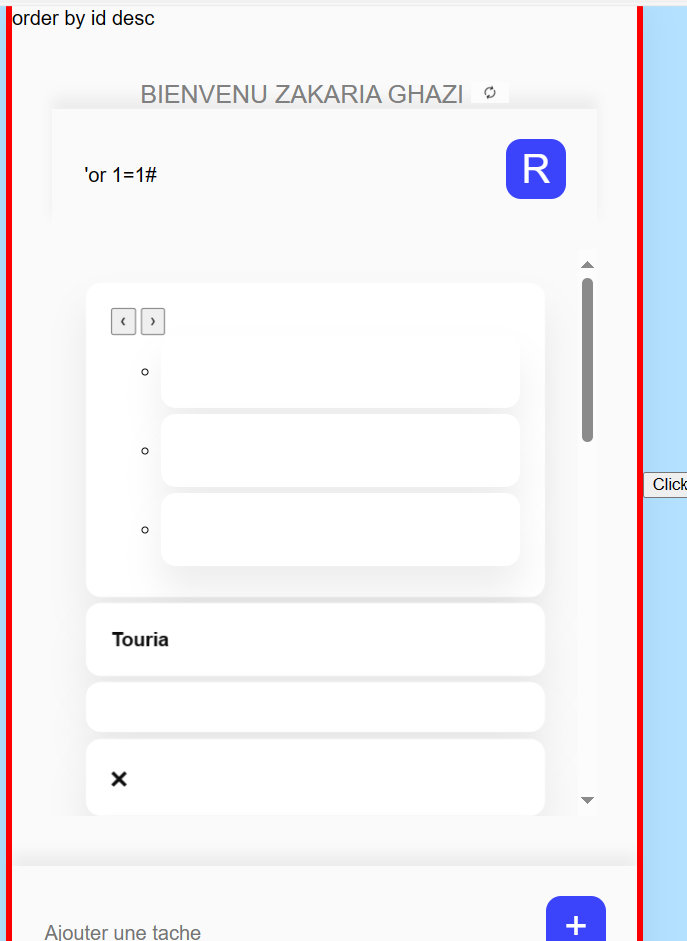 order by id desc
BIENVENU ZAKARIA GHAZI
'or 1=1#
R
‹ ›
Click
Touria
×
Ajouter une tache
+